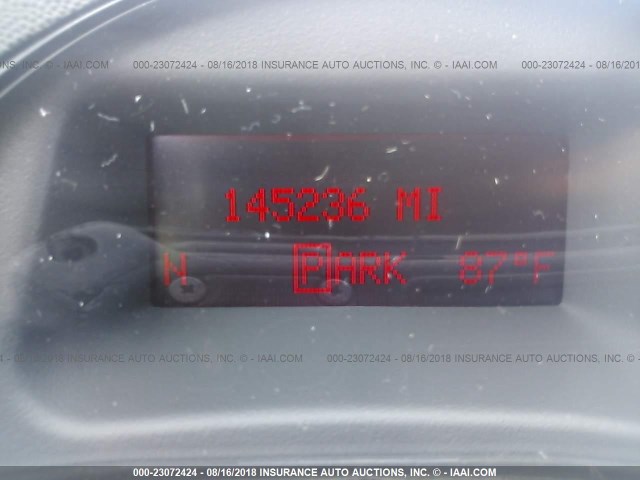 000-23072424 - 08/16/2018 INSURANCE AUTO AUCTIONS, INC. © - IAAI.COM
145236 MI
N PARK 87°F
000-23072424 - 08/16/2018 INSURANCE AUTO AUCTIONS, INC. © - IAAI.COM
000-23072424 - 08/16/2018 INSURANCE AUTO AUCTIONS, INC. © - IAAI.COM